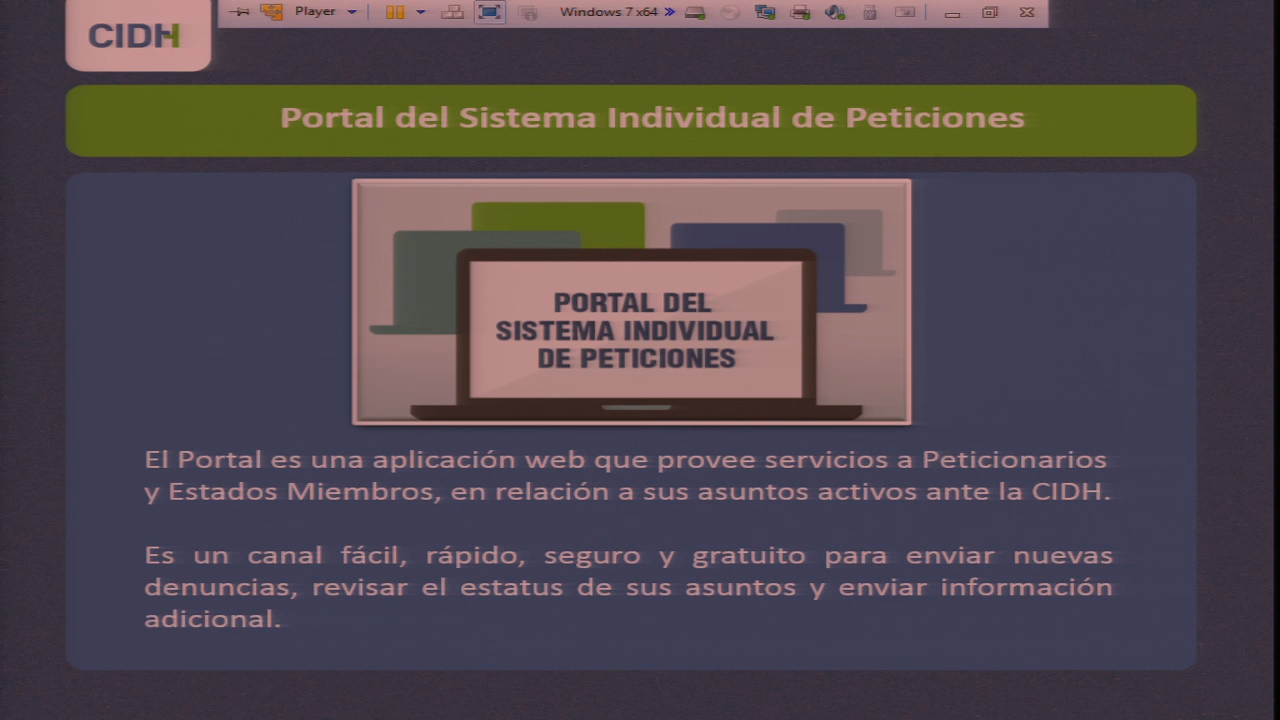 CIDH
Player
Windows 7 x64
Portal del Sistema Individual de Peticiones
PORTAL DEL
SISTEMA INDIVIDUAL
DE PETICIONES
El Portal es una aplicación web que provee servicios a Peticionarios
y Estados Miembros, en relación a sus asuntos activos ante la CIDH.
Es un canal fácil, rápido, seguro y gratuito para enviar nuevas
denuncias, revisar el estatus de sus asuntos y enviar información
adicional.